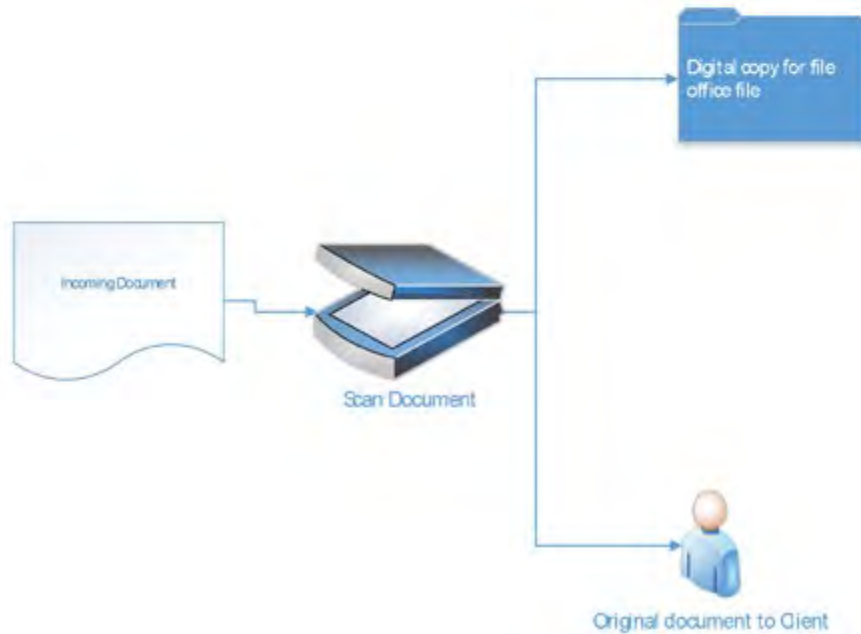 Digital copy for file
office file
Incoming Document
Scan Document
Original document to Client